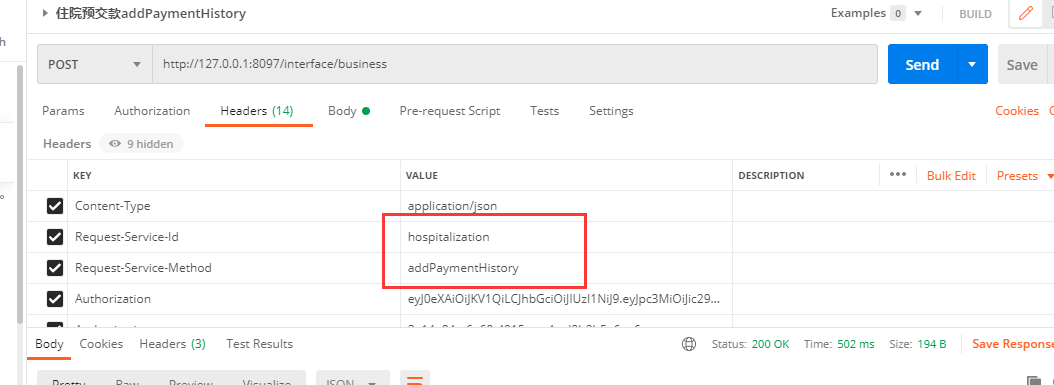 住院预交款addPaymentHistory
Examples 0
BUILD
POST
http://127.0.0.1:8097/interface/business
Send
Save
Params
Authorization
Headers (14)
Body
Pre-request Script
Tests
Settings
Cookies
Headers
9 hidden
KEY
VALUE
DESCRIPTION
Bulk Edit
Presets
Content-Type
application/json
Request-Service-Id
hospitalization
Request-Service-Method
addPaymentHistory
Authorization
Body
Cookies
Headers (3)
Test Results
Status: 200 OK
Time: 502 ms
Size: 194 B
Save Response
Pretty
Raw
Preview
Visualize
JSON